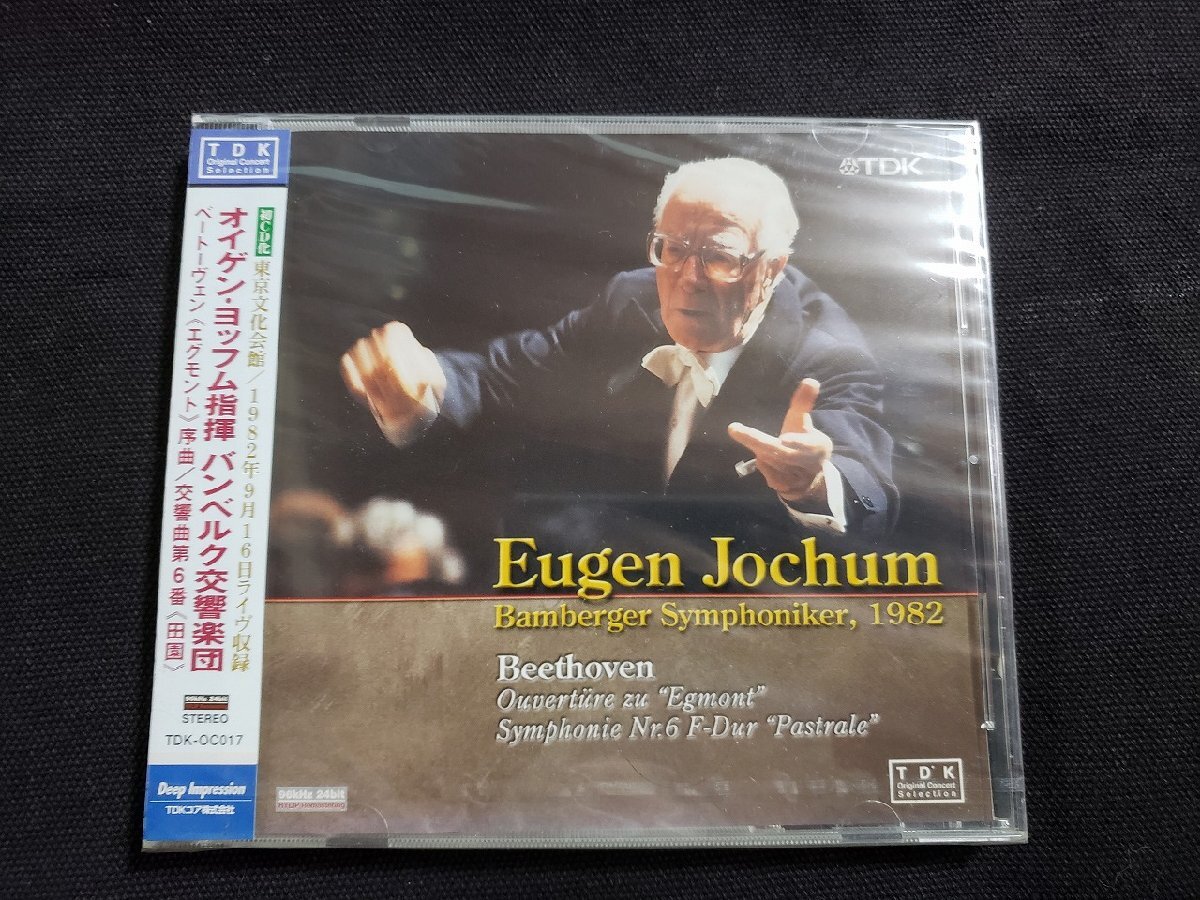 TDK
Original Concert
Selection
初CD化 東京文化会館/1982年9月16日ライヴ収録
オイゲン・ヨッフム指揮 バンベルク交響楽団
ベートーヴェン《エグモント》序曲/交響曲第6番《田園》
96kHz 24bit
STEREO
TDK-OC017
Deep Impression
TDKコア株式会社
TDK
Eugen Jochum
Bamberger Symphoniker, 1982
Beethoven
Ouvertüre zu "Egmont"
Symphonie Nr.6 F-Dur "Pastrale"
96kHz 24bit
TDK
Original Concert
Selection